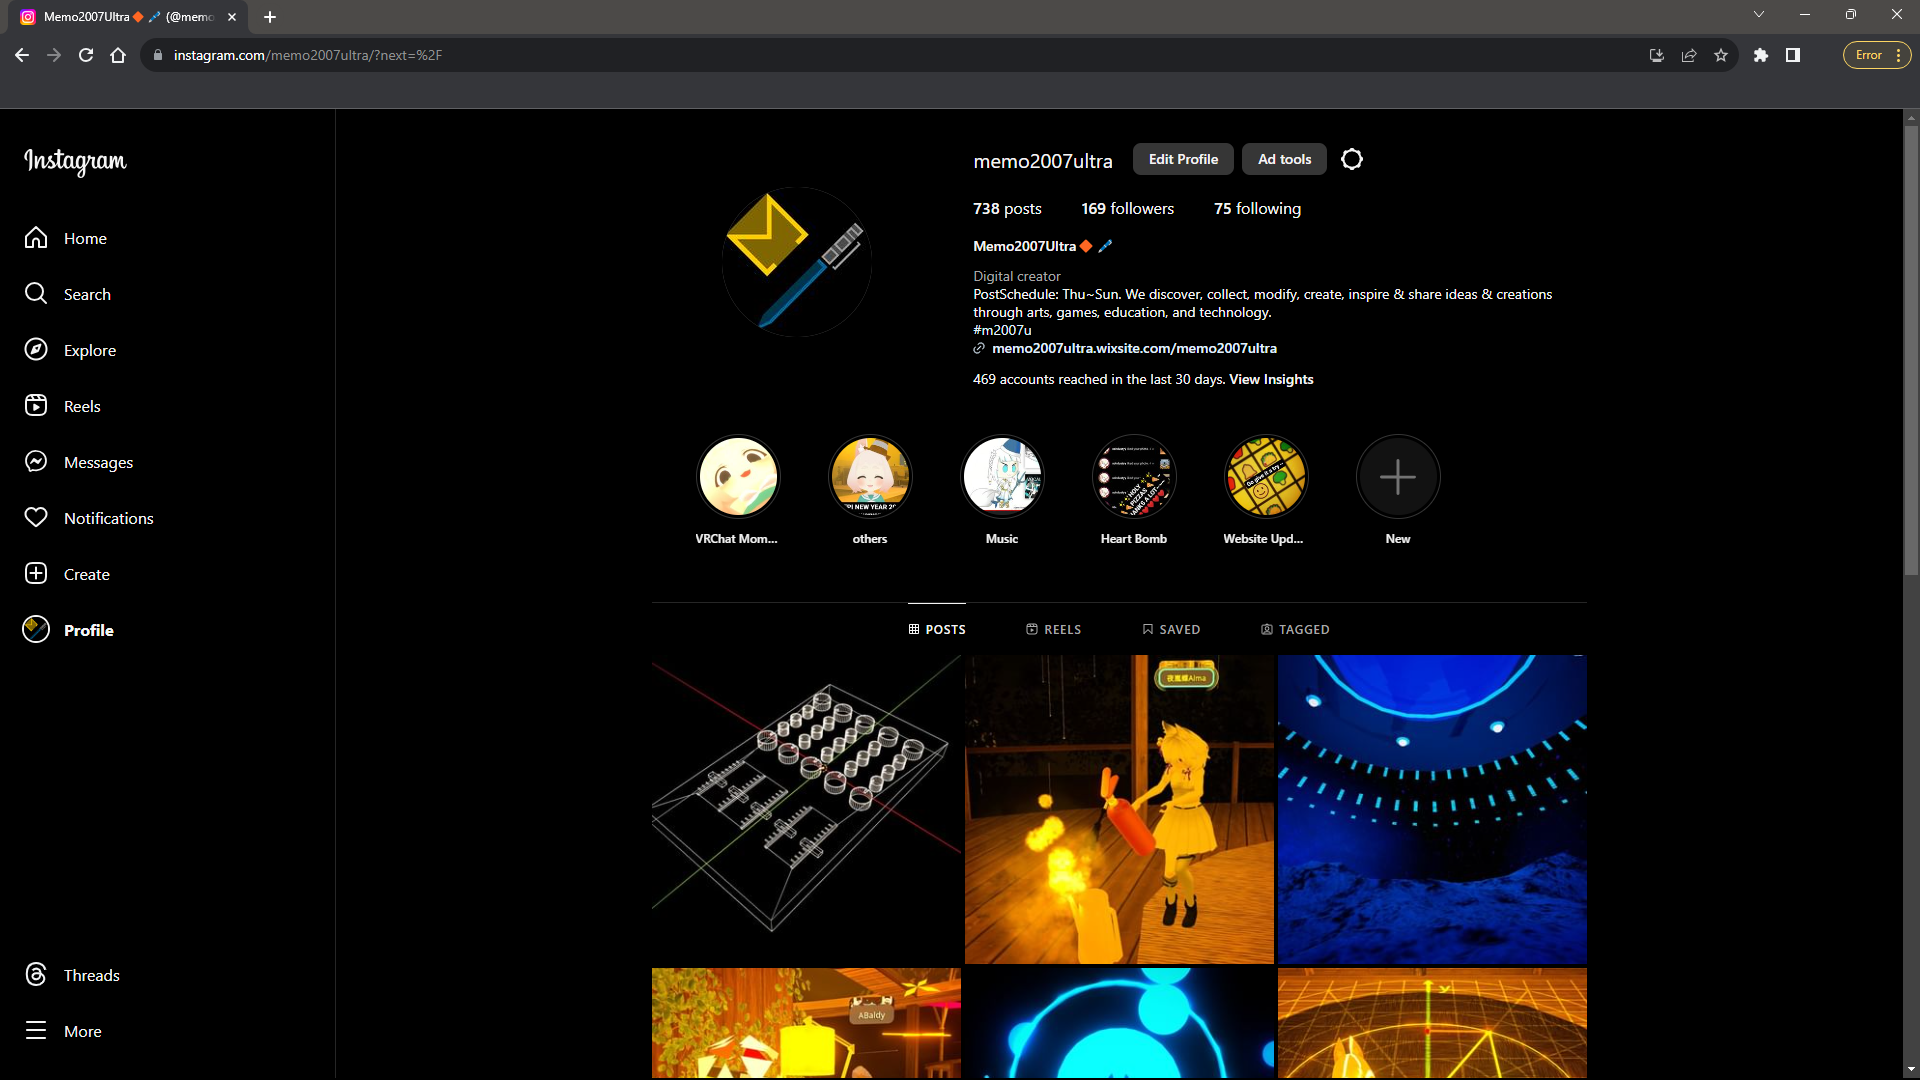 Memo2007Ultra (@memo
instagram.com/memo2007ultra/?next=%2F
Error
Instagram
Home
Search
Explore
Reels
Messages
Notifications
Create
Profile
Threads
More
memo2007ultra
Edit Profile
Ad tools
738 posts
169 followers
75 following
Memo2007Ultra
Digital creator
PostSchedule: Thu~Sun. We discover, collect, modify, create, inspire & share ideas & creations
through arts, games, education, and technology.
#m2007u
memo2007ultra.wixsite.com/memo2007ultra
469 accounts reached in the last 30 days. View Insights
VRChat Mom...
others
Music
Heart Bomb
Website Upd...
New
POSTS
REELS
SAVED
TAGGED
ABaldy